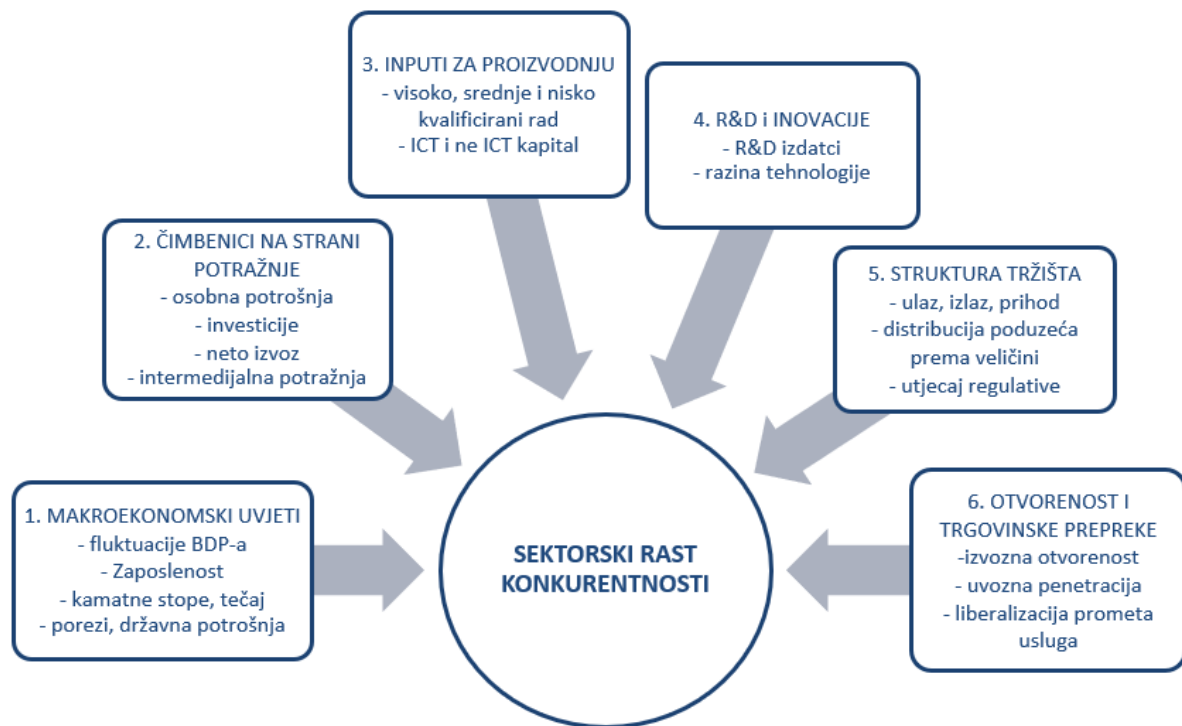 1. MAKROEKONOMSKI UVJETI
- fluktuacije BDP-a
- Zaposlenost
- kamatne stope, tečaj
- porezi, državna potrošnja
2. ČIMBENICI NA STRANI
POTRAŽNJE
- osobna potrošnja
- investicije
- neto izvoz
- intermedijalna potražnja
3. INPUTI ZA PROIZVODNJU
- visoko, srednje i nisko
kvalificirani rad
- ICT i ne ICT kapital
4. R&D i INOVACIJE
- R&D izdatci
- razina tehnologije
5. STRUKTURA TRŽIŠTA
- ulaz, izlaz, prihod
- distribucija poduzeća
prema veličini
- utjecaj regulative
6. OTVORENOST I
TRGOVINSKE PREPREKE
-izvozna otvorenost
- uvozna penetracija
- liberalizacija prometa
usluga
SEKTORSKI RAST
KONKURENTNOSTI